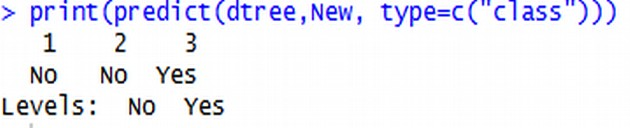 > print(predict(dtree,New, type=c("class")))
1 2 3
No No Yes
Levels: No Yes